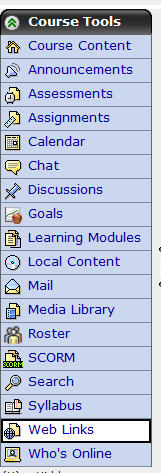 Course Tools
Course Content
Announcements
Assessments
Assignments
Calendar
Chat
Discussions
Goals
Learning Modules
Local Content
Mail
Media Library
Roster
SCORM
SCORM
Search
Syllabus
Web Links
Who's Online